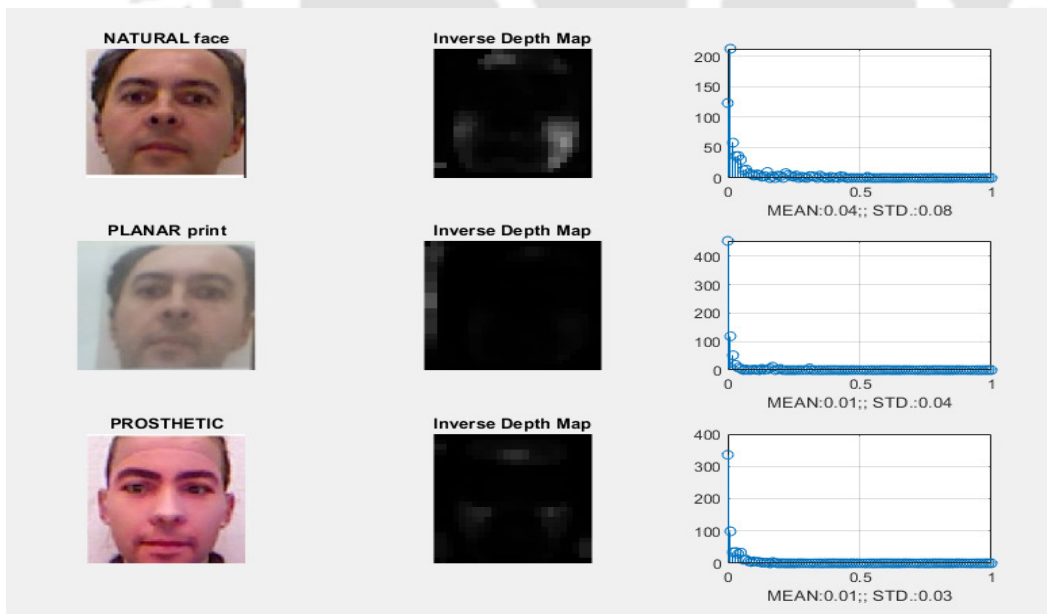 NATURAL face
Inverse Depth Map
200
150
100
50
0
0 0.5 1
MEAN:0.04;; STD.:0.08
PLANAR print
Inverse Depth Map
400
300
200
100
0
0 0.5 1
MEAN:0.01;; STD.:0.04
PROSTHETIC
Inverse Depth Map
400
300
200
100
0
0 0.5 1
MEAN:0.01;; STD.:0.03